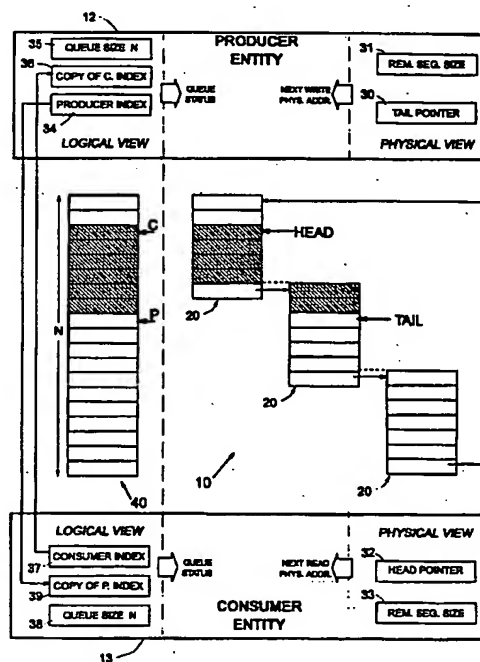 12
35
QUEUE SIZE N
36
COPY OF C. INDEX
PRODUCER INDEX
34
LOGICAL VIEW
PRODUCER
ENTITY
QUEUE
STATUS
NEXT WRITE
PHYS. ADDR.
31
REM. SEG. SIZE
30
TAIL POINTER
PHYSICAL VIEW
C
HEAD
P
N
TAIL
20
20
20
10
40
LOGICAL VIEW
CONSUMER INDEX
37
COPY OF P. INDEX
39
QUEUE SIZE N
38
QUEUE
STATUS
NEXT READ
PHYS. ADDR.
CONSUMER
ENTITY
PHYSICAL VIEW
32
HEAD POINTER
33
REM. SEG. SIZE
13